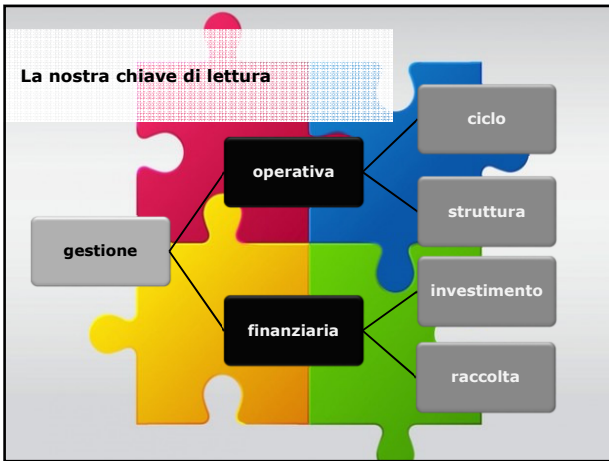 La nostra chiave di lettura
ciclo
operativa
struttura
gestione
investimento
finanziaria
raccolta